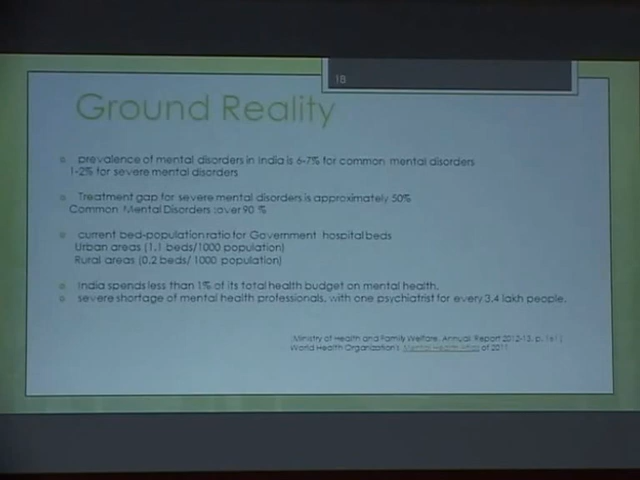 18
Ground Reality
prevalence of mental disorders in India is 6-7% for common mental disorders
1-2% for severe mental disorders
Treatment gap for severe mental disorders is approximately 50%
Common Mental Disorders :over 90 %
current bed-population ratio for Government hospital beds
Urban areas (1.1 beds/1000 population)
Rural areas (0.2 beds/ 1000 population)
India spends less than 1% of its total health budget on mental health.
severe shortage of mental health professionals, with one psychiatrist for every 3.4 lakh people.
(Ministry of Health and Family Welfare, Annual Report 2012-13, p. 161)
World Health Organization's Mental Health Atlas of 2011